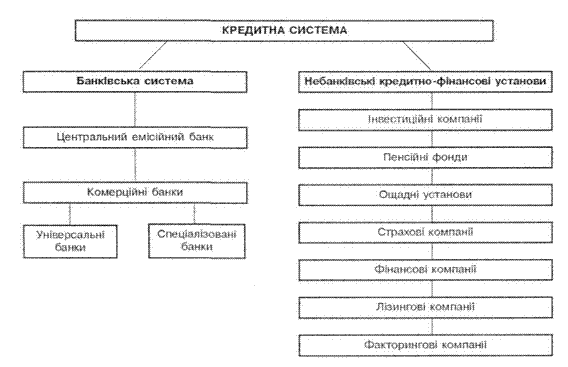 КРЕДИТНА СИСТЕМА
Банківська система
Центральний емісійний банк
Комерційні банки
Універсальні
банки
Спеціалізовані
банки
Небанківські кредитно-фінансові установи
Інвестиційні компанії
Пенсійні фонди
Ощадні установи
Страхові компанії
Фінансові компанії
Лізингові компанії
Факторингові компанії